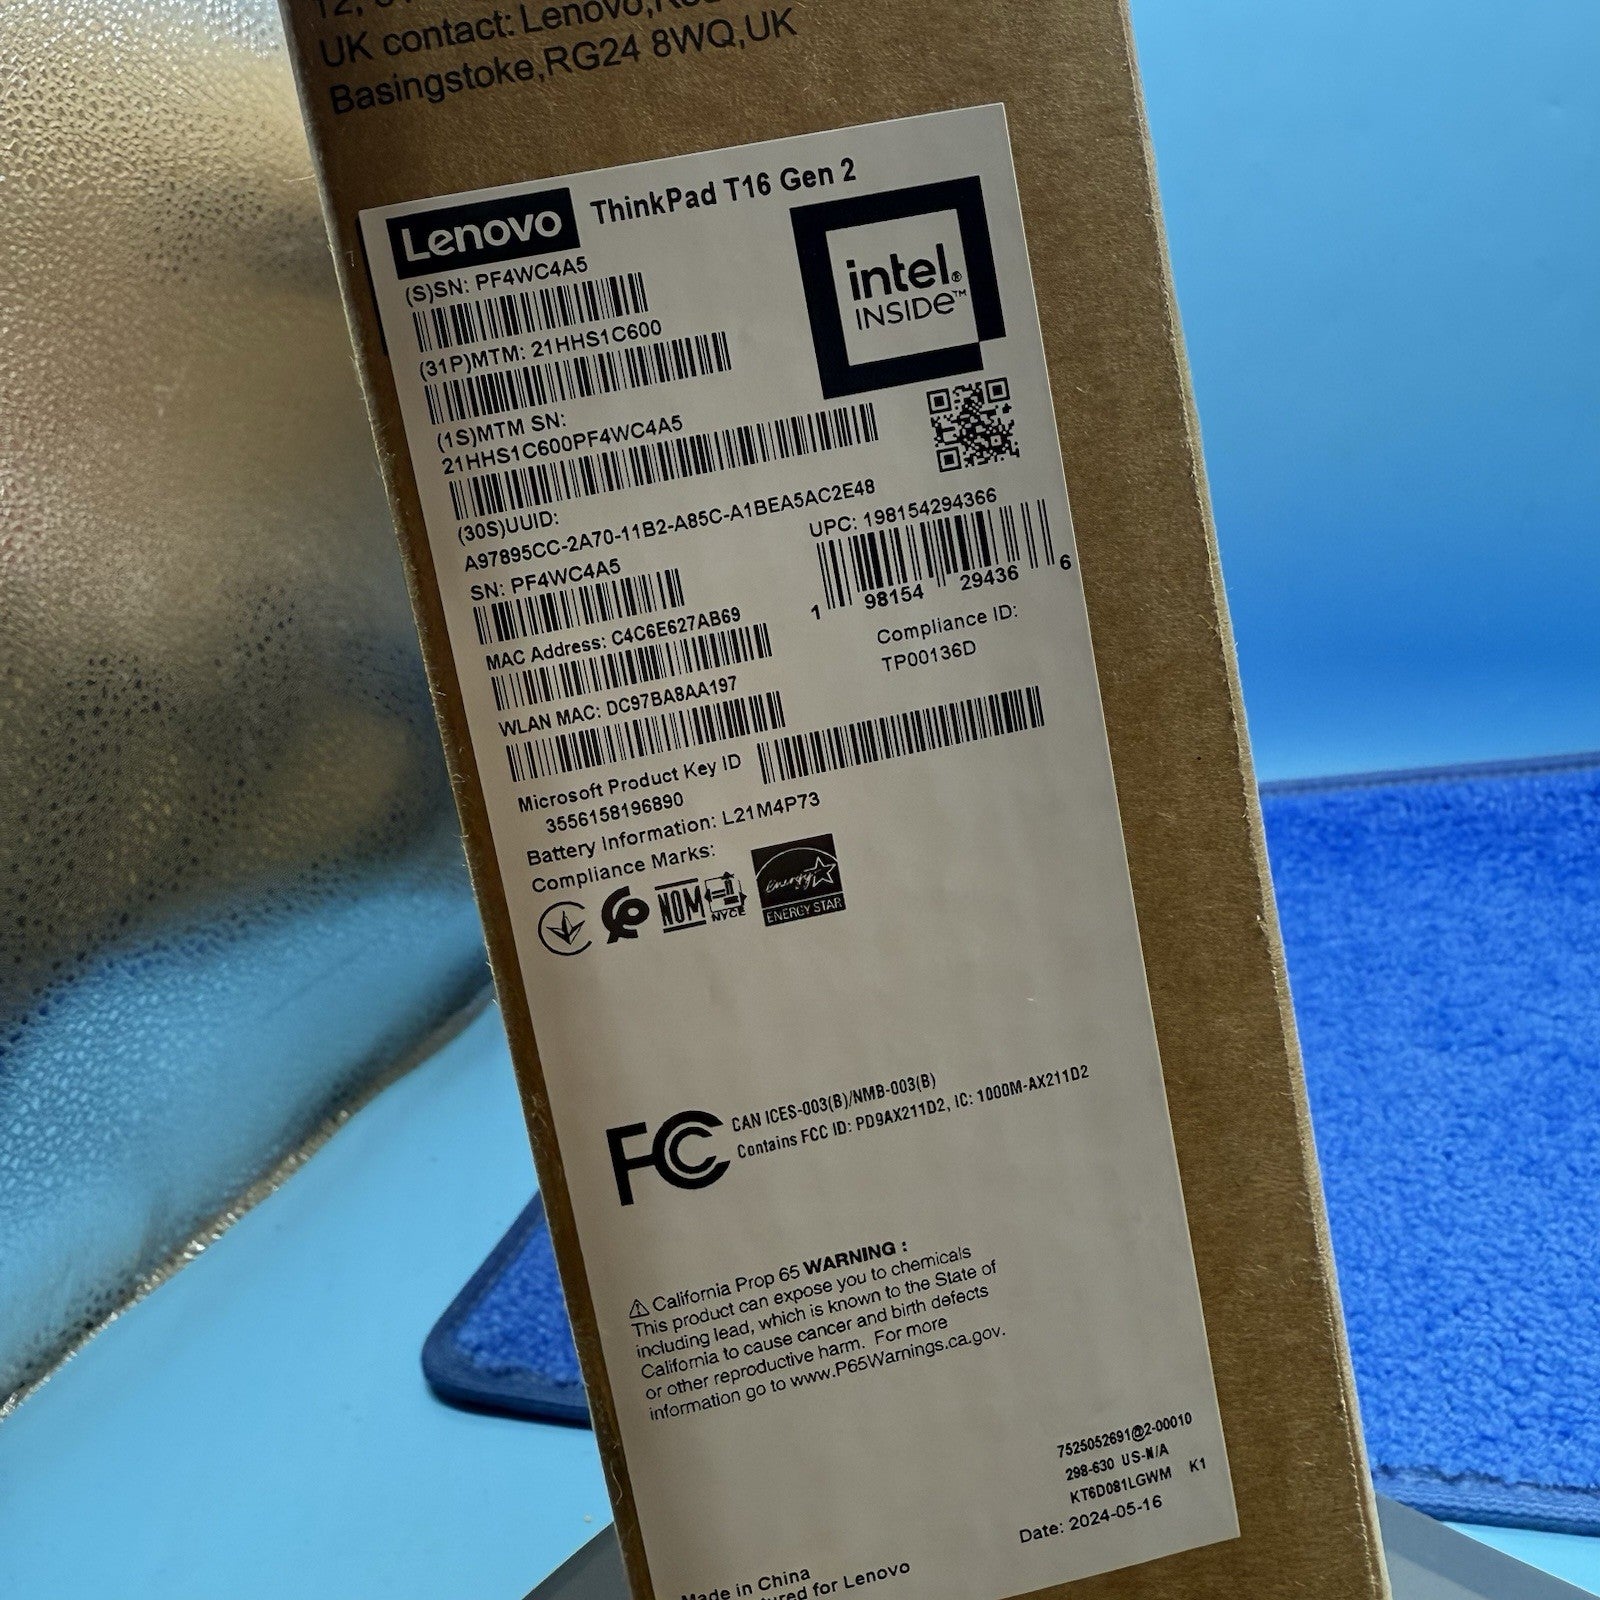 UK contact: Lenovo,
Basingstoke,RG24 8WQ,UK
Lenovo
ThinkPad T16 Gen 2
(S)SN: PF4WC4A5
intel.®
INSIDE™
(31P)MTM: 21HHS1C600
(1S)MTM SN:
21HHS1C600PF4WC4A5
(30S)UUID:
A97895CC-2A70-11B2-A85C-A1BEA5AC2E48
UPC: 198154294366
1 98154 29436 6
SN: PF4WC4A5
MAC Address: C4C6E627AB69
Compliance ID:
TP00136D
WLAN MAC: DC97BA8AA197
Microsoft Product Key ID
3556158196890
Battery Information: L21M4P73
Compliance Marks:
NOM
NYCE
energy
ENERGY STAR
FC
CAN ICES-003(B)/NMB-003(B)
Contains FCC ID: PD9AX211D2, IC: 1000M-AX211D2
⚠ California Prop 65 WARNING :
This product can expose you to chemicals
including lead, which is known to the State of
California to cause cancer and birth defects
or other reproductive harm. For more
information go to www.P65Warnings.ca.gov.
7525052691@2-00010
298-630 US-N/A
KT6D081LGWM K1
Date: 2024-05-16
Made in China
for Lenovo